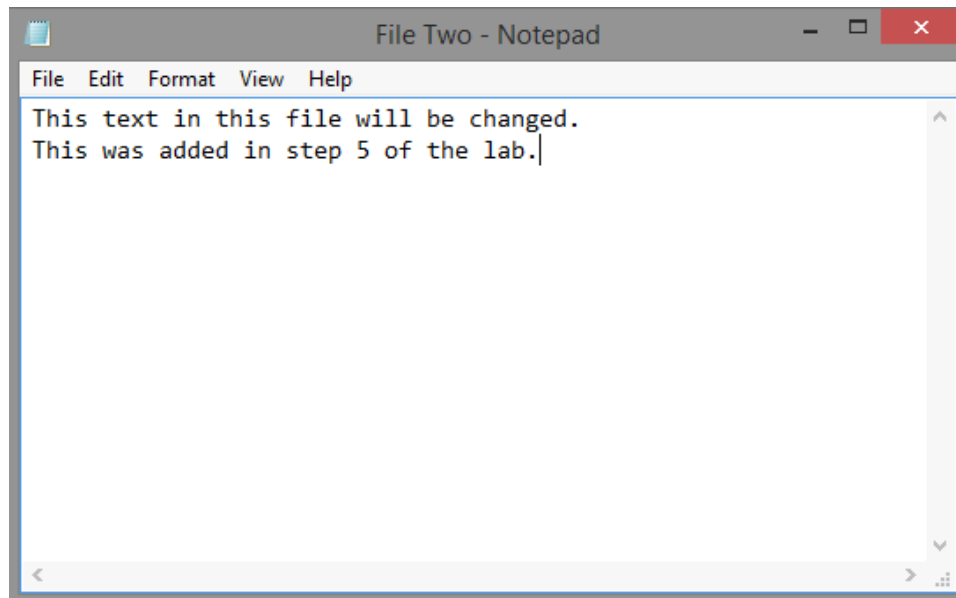 File Two - Notepad
File Edit Format View Help
This text in this file will be changed.
This was added in step 5 of the lab.